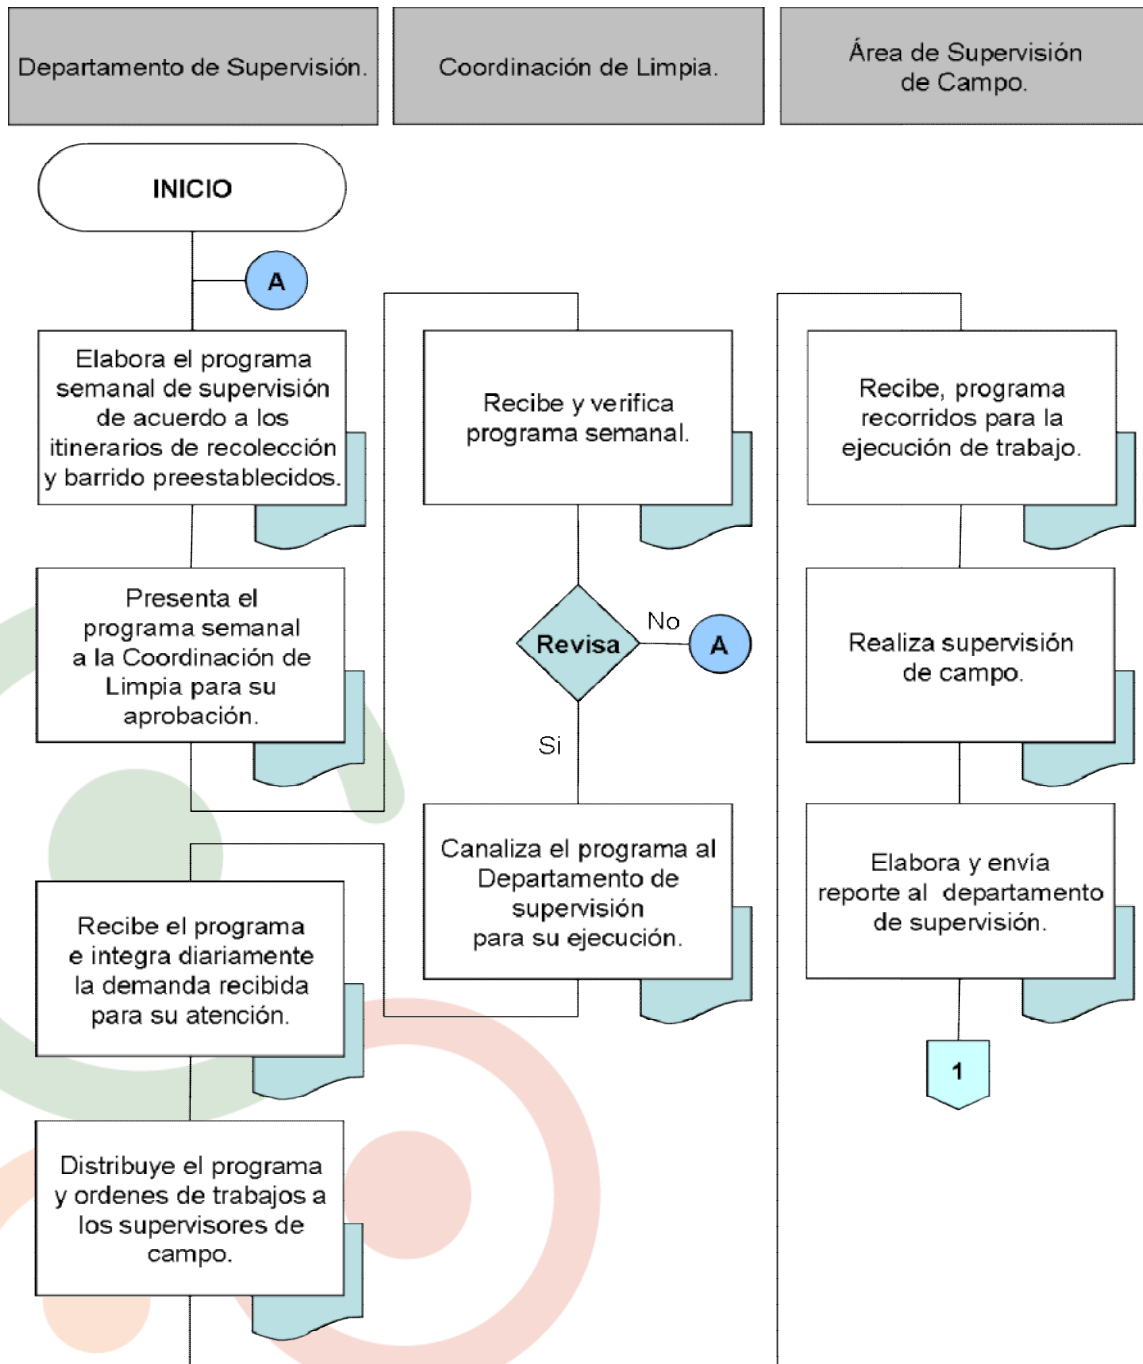 Departamento de Supervisión.
Coordinación de Limpia.
Área de Supervisión
de Campo.
INICIO
A
Elabora el programa
semanal de supervisión
de acuerdo a los
itinerarios de recolección
y barrido preestablecidos.
Presenta el
programa semanal
a la Coordinación de
Limpia para su
aprobación.
Recibe y verifica
programa semanal.
Revisa
No
A
Si
Canaliza el programa al
Departamento de
supervisión
para su ejecución.
Recibe el programa
e integra diariamente
la demanda recibida
para su atención.
Distribuye el programa
y ordenes de trabajos a
los supervisores de
campo.
Recibe, programa
recorridos para la
ejecución de trabajo.
Realiza supervisión
de campo.
Elabora y envía
reporte al departamento
de supervisión.
1